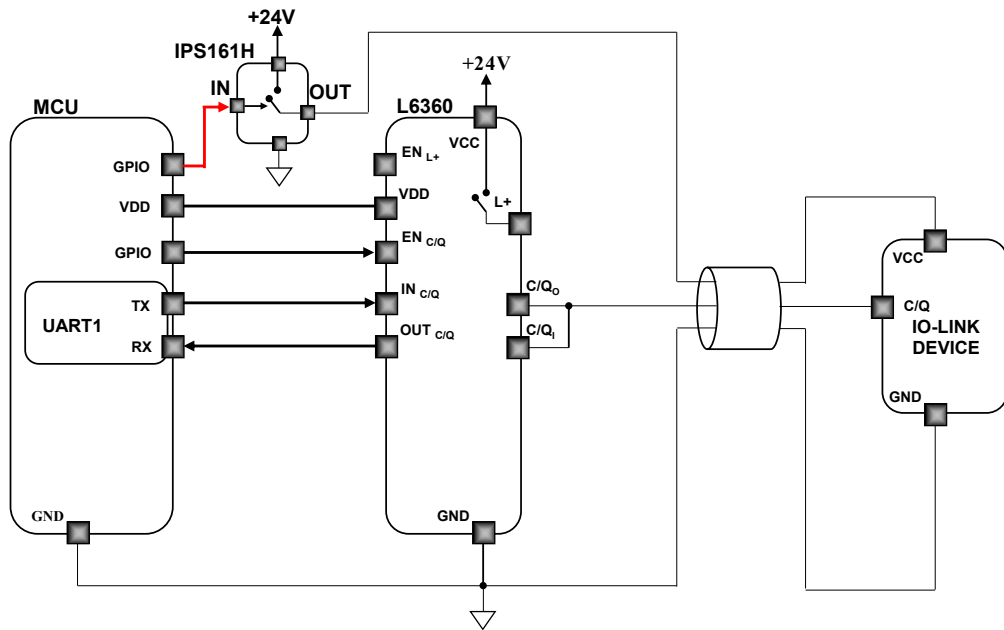 +24V
IPS161H
IN
OUT
+24V
MCU
L6360
VCC
GPIO
EN L+
VDD
VDD
L+
GPIO
EN C/Q
VCC
TX
IN C/Q
C/QO
C/Q
UART1
IO-LINK
DEVICE
RX
OUT C/Q
C/QI
GND
GND
GND